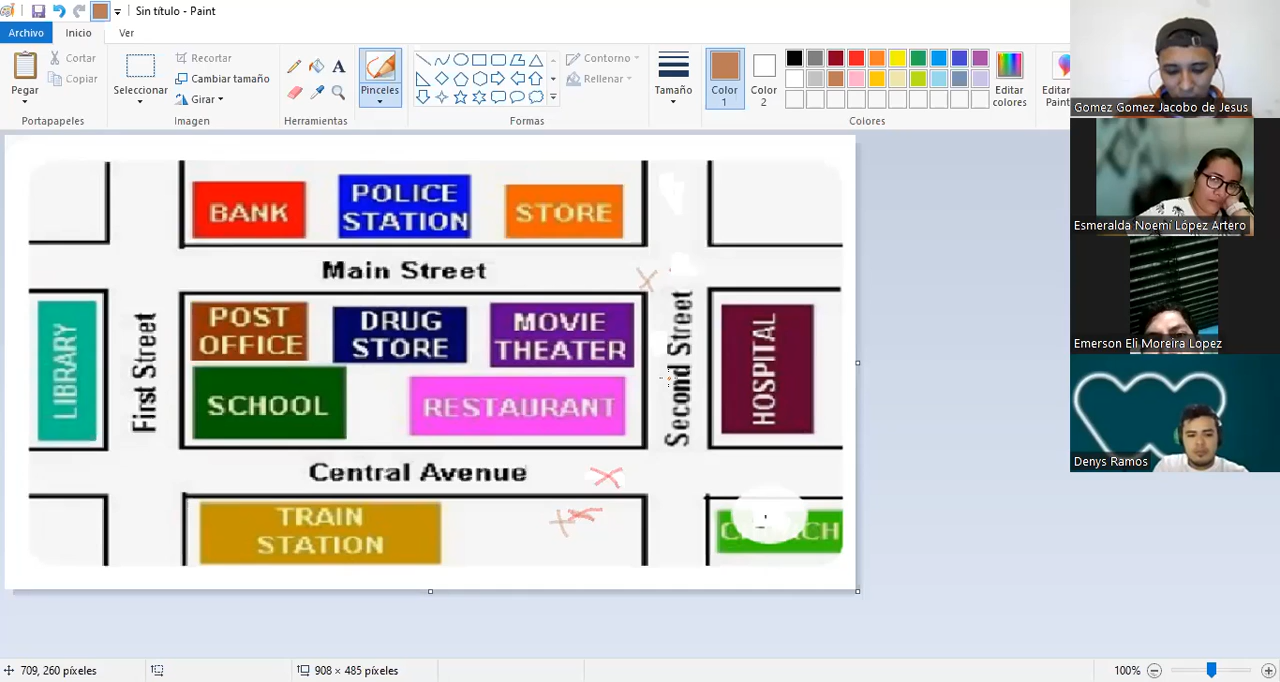 Sin título - Paint
Archivo
Inicio
Ver
Pegar
Cortar
Copiar
Portapapeles
Seleccionar
Recortar
Cambiar tamaño
Girar
Imagen
Herramientas
Pinceles
Contorno
Rellenar
Formas
Tamaño
Color
1
Color
2
Editar
colores
Colores
Editar
Gomez Gomez Jacobo de Jesus
Esmeralda Noemi López Artero
Emerson Eli Moreira Lopez
Denys Ramos
BANK
POLICE
STATION
STORE
Main Street
LIBRARY
First Street
POST
OFFICE
DRUG
STORE
MOVIE
THEATER
SCHOOL
RESTAURANT
Second Street
HOSPITAL
Central Avenue
TRAIN
STATION
709, 260 píxeles
908 × 485 píxeles
100%